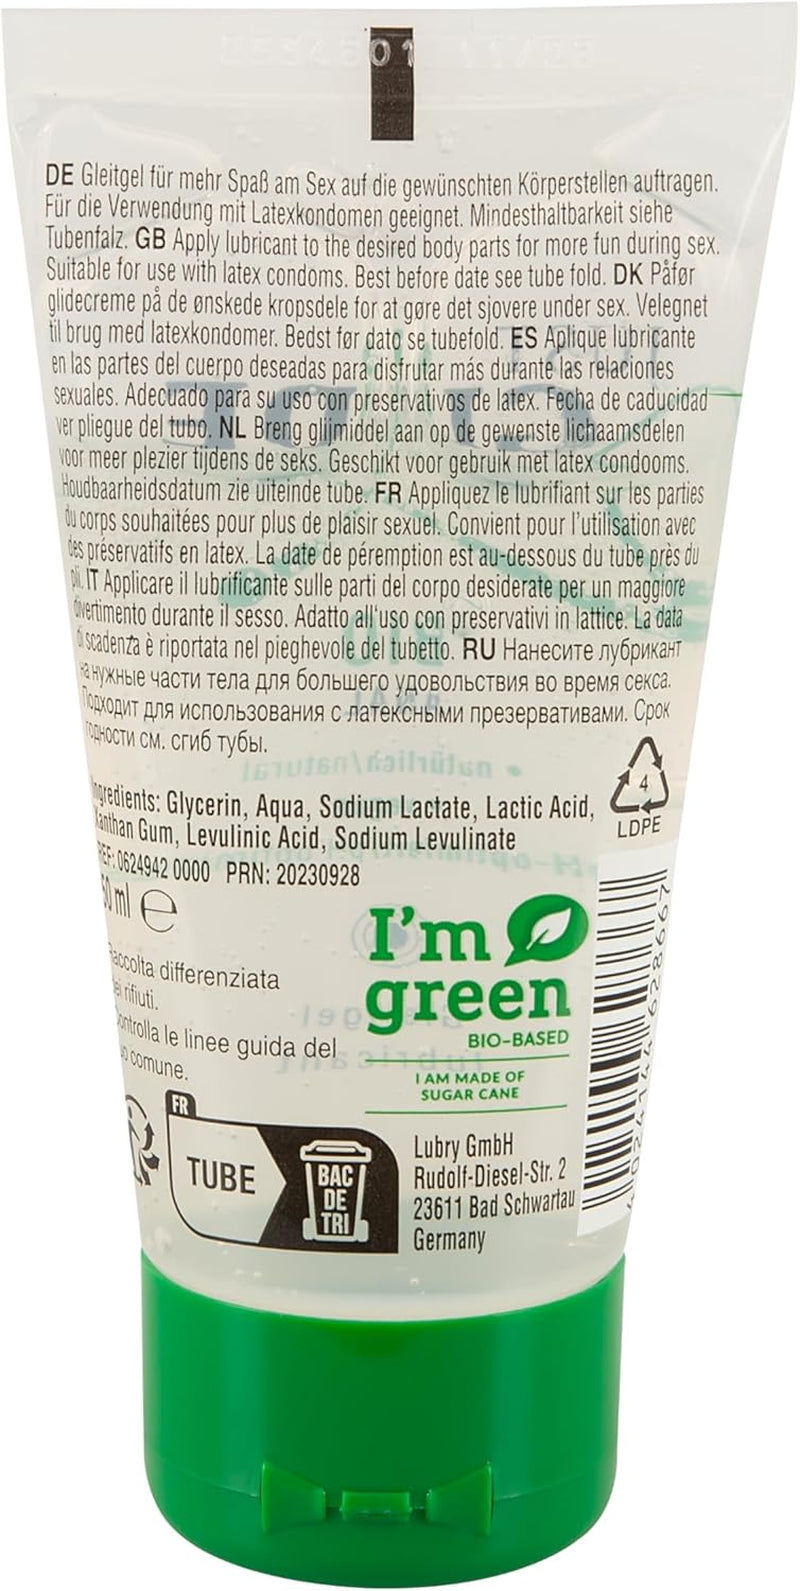 01
DE Gleitgel für mehr Spaß am Sex auf die gewünschten Körperstellen auftragen.
Für die Verwendung mit Latexkondomen geeignet. Mindesthaltbarkeit siehe
Tubenfalz. GB Apply lubricant to the desired body parts for more fun during sex.
Suitable for use with latex condoms. Best before date see tube fold. DK Påfør
glidecreme på de ønskede kropsdele for at gøre det sjovere under sex. Velegnet
til brug med latexkondomer. Bedst før dato se tubefold. ES Aplique lubricante
en las partes del cuerpo deseadas para disfrutar más durante las relaciones
sexuales. Adecuado para su uso con preservativos de latex. Fecha de caducidad
ver pliegue del tubo. NL Breng glijmiddel aan op de gewenste lichaamsdelen
voor meer plezier tijdens de seks. Geschikt voor gebruik met latex condooms.
Houdbaarheidsdatum zie uiteinde tube. FR Appliquez le lubrifiant sur les parties
du corps souhaitées pour plus de plaisir sexuel. Convient pour l'utilisation avec
des préservatifs en latex. La date de péremption est au-dessous du tube près du
pli. IT Applicare il lubrificante sulle parti del corpo desiderate per un maggiore
divertimento durante il sesso. Adatto all'uso con preservativi in lattice. La data
di scadenza è riportata nel pieghevole del tubetto. RU Нанесите лубрикант
на нужные части тела для большего удовольствия во время секса.
Подходит для использования с латексными презервативами. Срок
годности см. сгиб тубы.
4
LDPE
Ingredients: Glycerin, Aqua, Sodium Lactate, Lactic Acid,
Xanthan Gum, Levulinic Acid, Sodium Levulinate
REF: 0624942 0000 PRN: 20230928
50 ml ℮
I'm
green
BIO-BASED
I AM MADE OF
SUGAR CANE
Raccolta differenziata
dei rifiuti.
Controlla le linee guida del
tuo comune.
FR
TUBE
BAC
DE
TRI
Lubry GmbH
Rudolf-Diesel-Str. 2
23611 Bad Schwartau
Germany